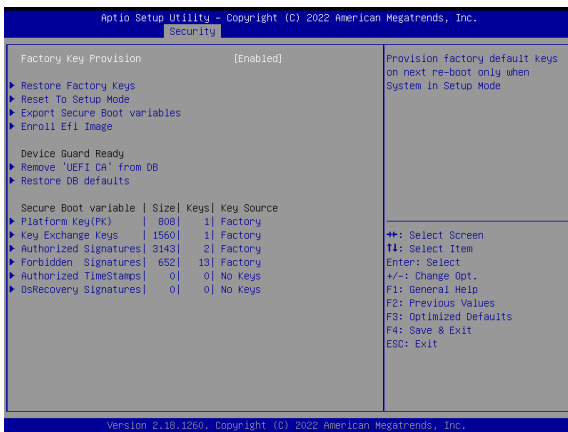 Aptio Setup Utility – Copyright (C) 2022 American Megatrends, Inc.
Security
Factory Key Provision [Enabled]
Restore Factory Keys
Reset To Setup Mode
Export Secure Boot variables
Enroll Efi Image
Device Guard Ready
Remove 'UEFI CA' from DB
Restore DB defaults
Secure Boot variable | Size| Keys| Key Source
Platform Key(PK) | 808| 1| Factory
Key Exchange Keys | 1560| 1| Factory
Authorized Signatures| 3143| 2| Factory
Forbidden Signatures| 652| 13| Factory
Authorized TimeStamps| 0| 0| No Keys
OsRecovery Signatures| 0| 0| No Keys
Provision factory default keys
on next re-boot only when
System in Setup Mode
→←: Select Screen
↑↓: Select Item
Enter: Select
+/-: Change Opt.
F1: General Help
F2: Previous Values
F3: Optimized Defaults
F4: Save & Exit
ESC: Exit
Version 2.18.1260. Copyright (C) 2022 American Megatrends, Inc.